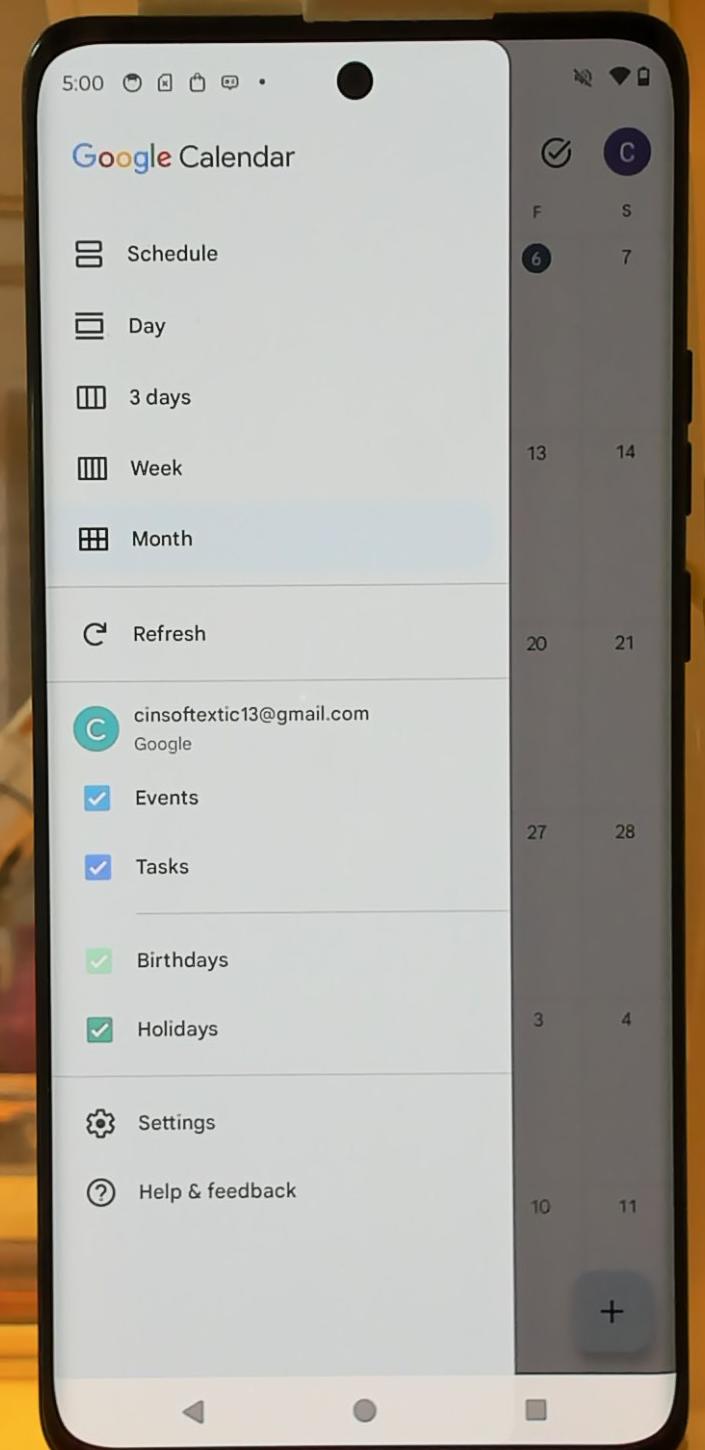 5:00
Google Calendar
C
F S
Schedule
6 7
Day
3 days
13 14
Week
Month
Refresh
20 21
C
cinsoftextic13@gmail.com
Google
Events
27 28
Tasks
Birthdays
3 4
Holidays
Settings
Help & feedback
10 11